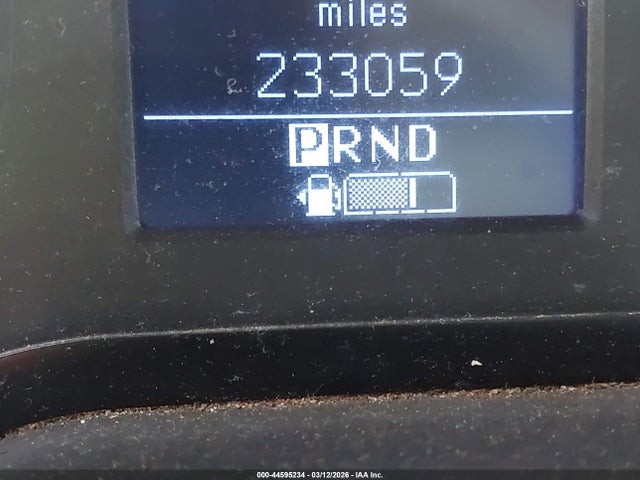 miles
233059
PRND
000-44595234 - 03/12/2026 - IAA Inc.